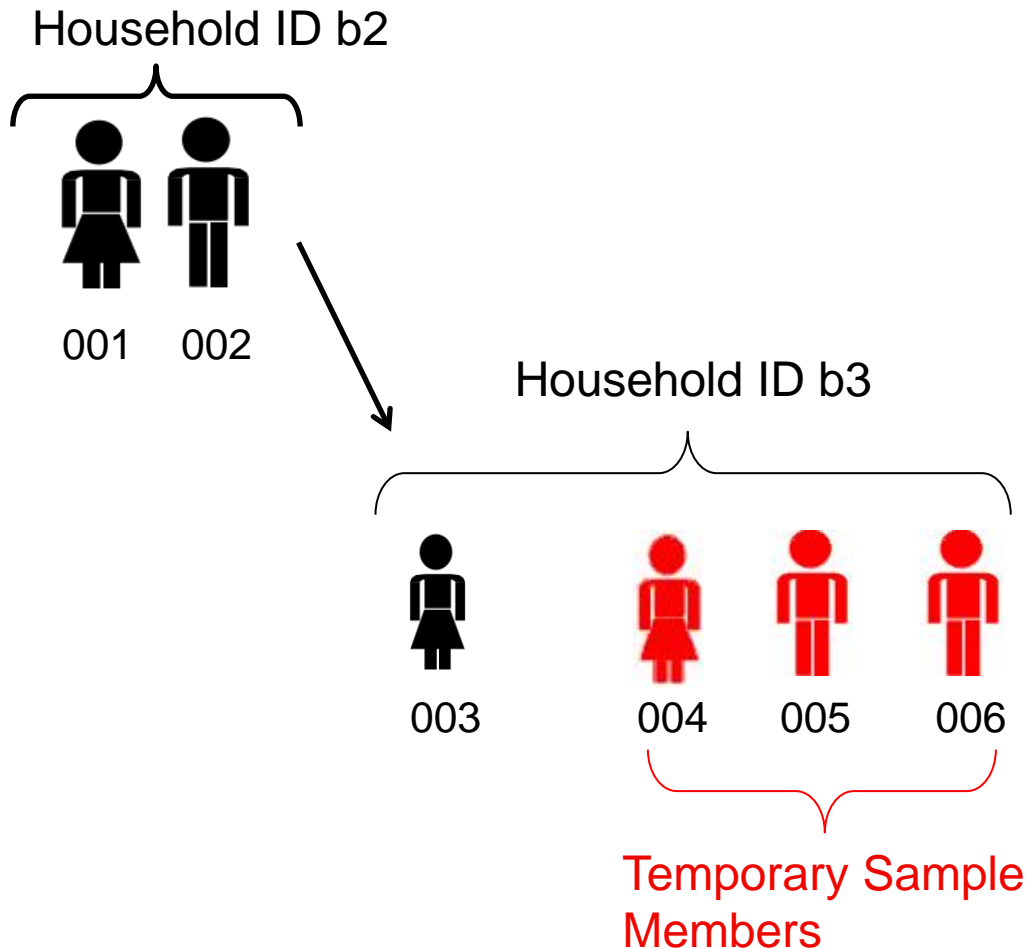 Household ID b2
001 002
Household ID b3
003 004 005 006
Temporary Sample
Members